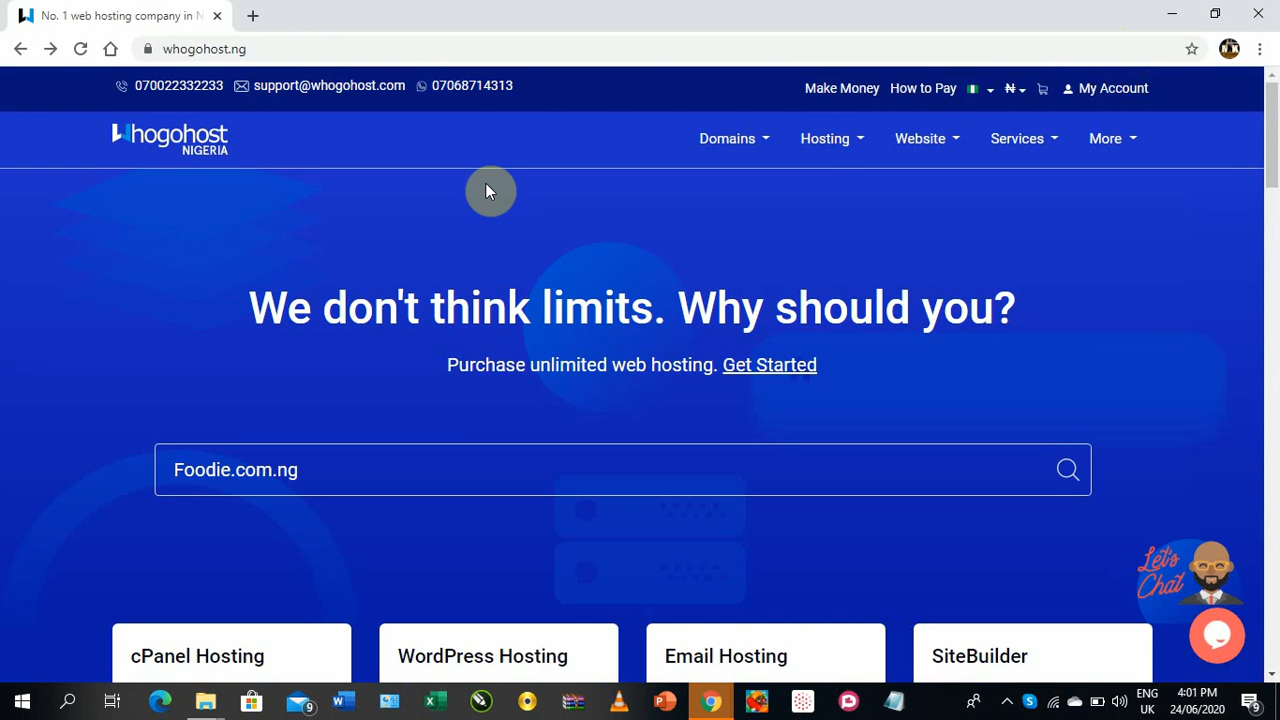 No. 1 web hosting company in N
whogohost.ng
070022332233 support@whogohost.com 07068714313
Make Money How to Pay ₦ My Account
Whogohost
NIGERIA
Domains Hosting Website Services More
We don't think limits. Why should you?
Purchase unlimited web hosting. Get Started
Foodie.com.ng
Let's
Chat
cPanel Hosting WordPress Hosting Email Hosting SiteBuilder
9
ENG
UK
4:01 PM
24/06/2020
9